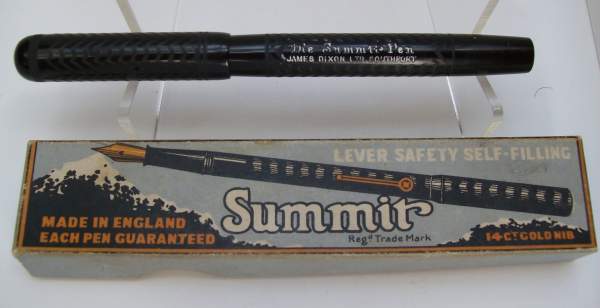 The Summit Pen
JAMES DIXON LTD. SOUTHPORT
LEVER SAFETY SELF-FILLING
Summit
Regd Trade Mark
MADE IN ENGLAND
EACH PEN GUARANTEED
14 CT GOLD NIB